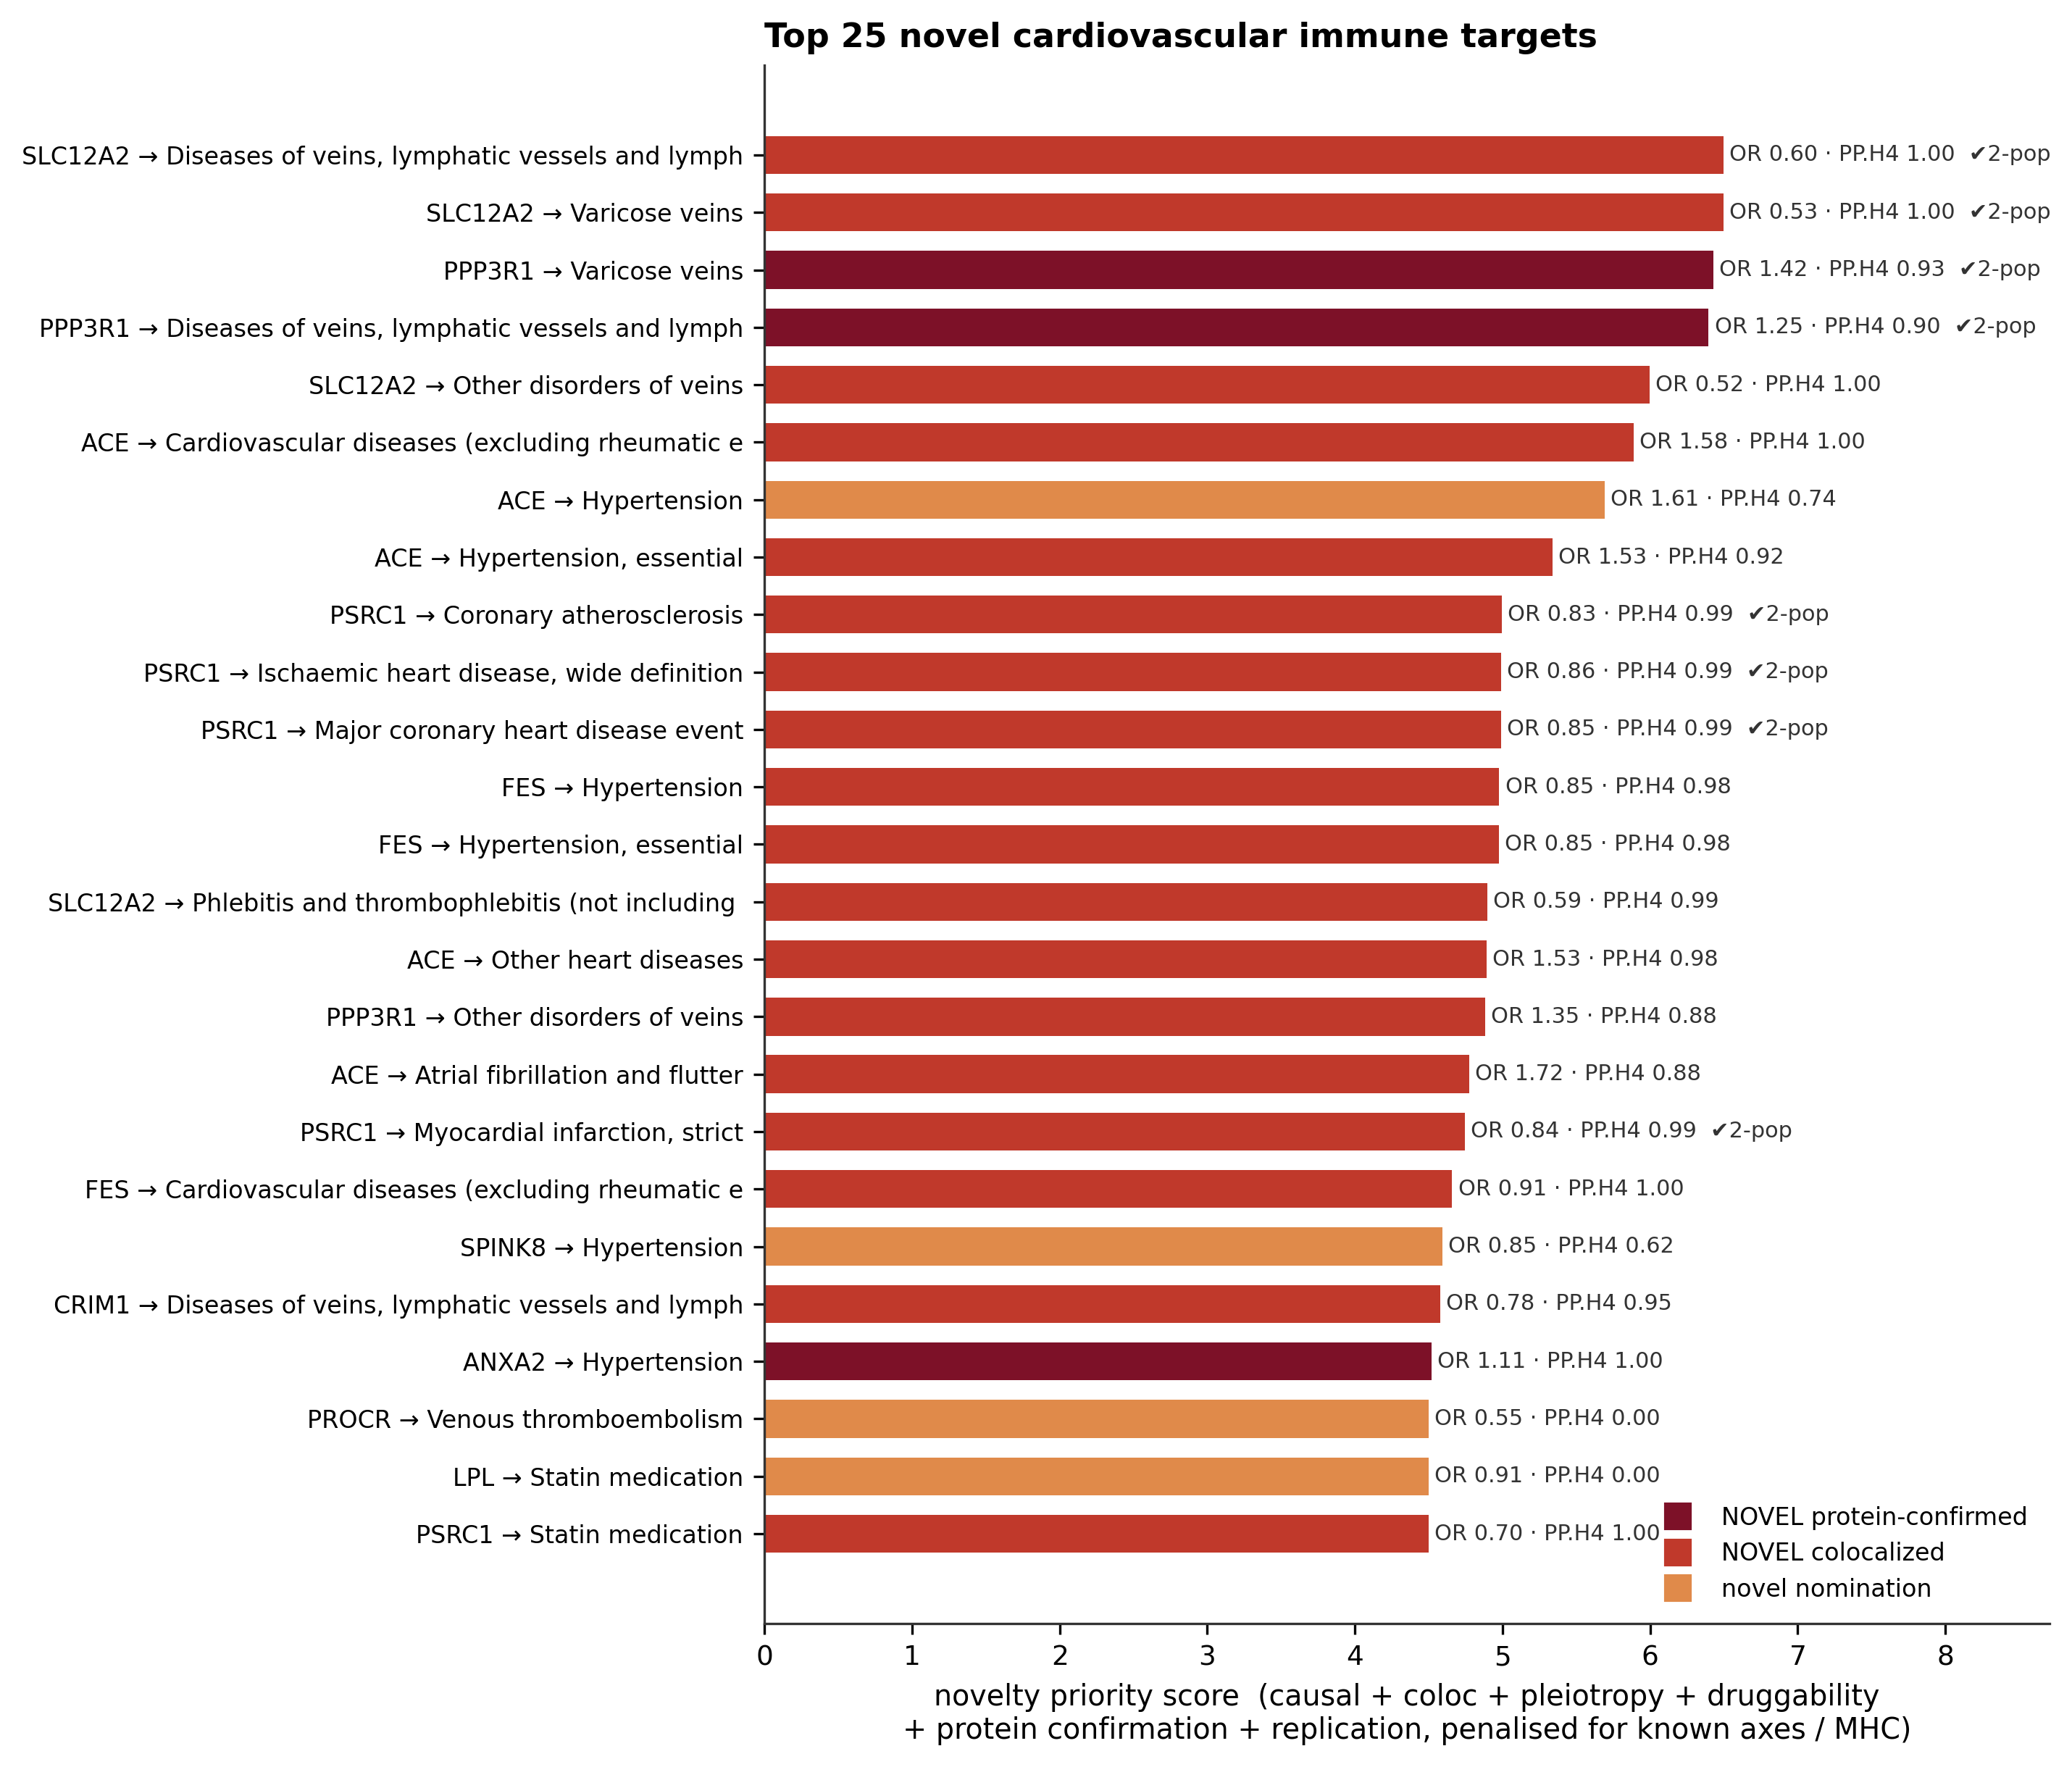 Top 25 novel cardiovascular immune targets
SLC12A2 → Diseases of veins, lymphatic vessels and lymph OR 0.60 · PP.H4 1.00 ✔2-pop
SLC12A2 → Varicose veins OR 0.53 · PP.H4 1.00 ✔2-pop
PPP3R1 → Varicose veins OR 1.42 · PP.H4 0.93 ✔2-pop
PPP3R1 → Diseases of veins, lymphatic vessels and lymph OR 1.25 · PP.H4 0.90 ✔2-pop
SLC12A2 → Other disorders of veins OR 0.52 · PP.H4 1.00
ACE → Cardiovascular diseases (excluding rheumatic e OR 1.58 · PP.H4 1.00
ACE → Hypertension OR 1.61 · PP.H4 0.74
ACE → Hypertension, essential OR 1.53 · PP.H4 0.92
PSRC1 → Coronary atherosclerosis OR 0.83 · PP.H4 0.99 ✔2-pop
PSRC1 → Ischaemic heart disease, wide definition OR 0.86 · PP.H4 0.99 ✔2-pop
PSRC1 → Major coronary heart disease event OR 0.85 · PP.H4 0.99 ✔2-pop
FES → Hypertension OR 0.85 · PP.H4 0.98
FES → Hypertension, essential OR 0.85 · PP.H4 0.98
SLC12A2 → Phlebitis and thrombophlebitis (not including OR 0.59 · PP.H4 0.99
ACE → Other heart diseases OR 1.53 · PP.H4 0.98
PPP3R1 → Other disorders of veins OR 1.35 · PP.H4 0.88
ACE → Atrial fibrillation and flutter OR 1.72 · PP.H4 0.88
PSRC1 → Myocardial infarction, strict OR 0.84 · PP.H4 0.99 ✔2-pop
FES → Cardiovascular diseases (excluding rheumatic e OR 0.91 · PP.H4 1.00
SPINK8 → Hypertension OR 0.85 · PP.H4 0.62
CRIM1 → Diseases of veins, lymphatic vessels and lymph OR 0.78 · PP.H4 0.95
ANXA2 → Hypertension OR 1.11 · PP.H4 1.00
PROCR → Venous thromboembolism OR 0.55 · PP.H4 0.00
LPL → Statin medication OR 0.91 · PP.H4 0.00
PSRC1 → Statin medication OR 0.70 · PP.H4 1.00
NOVEL protein-confirmed
NOVEL colocalized
novel nomination
0 1 2 3 4 5 6 7 8
novelty priority score (causal + coloc + pleiotropy + druggability
+ protein confirmation + replication, penalised for known axes / MHC)